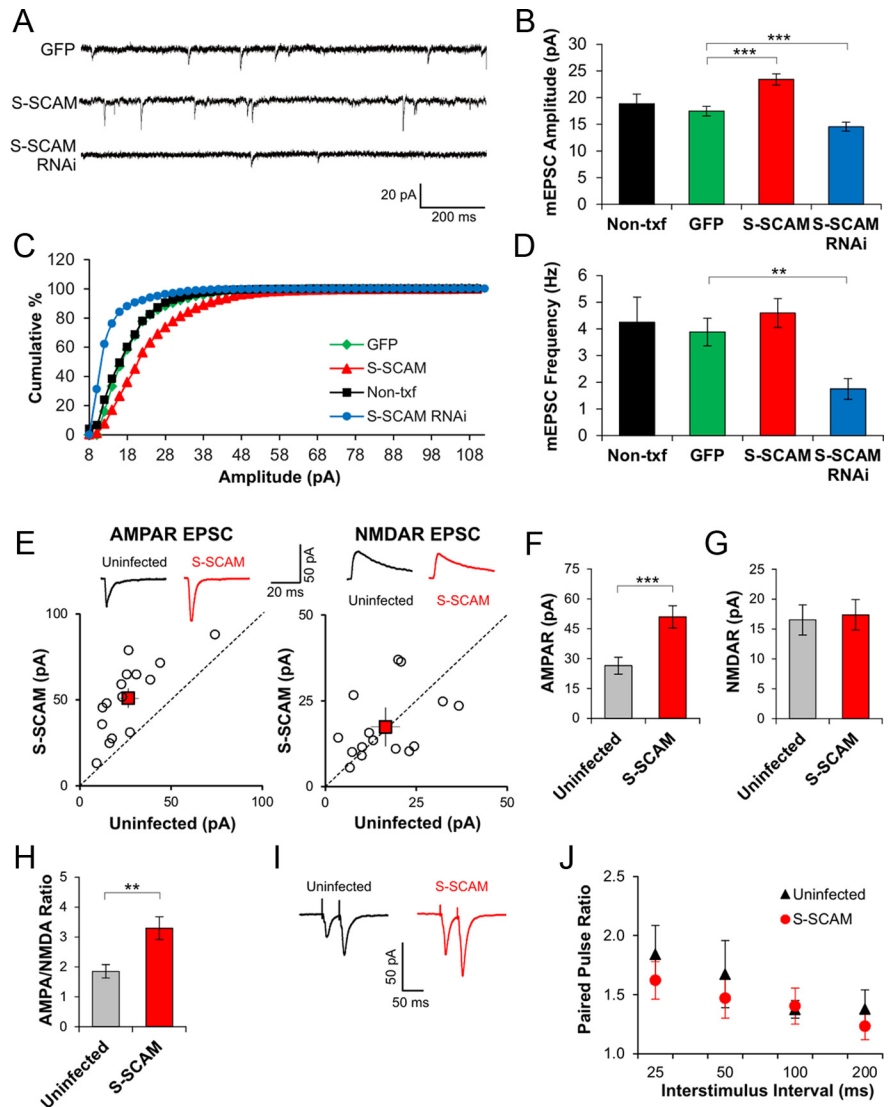 A
GFP
S-SCAM
S-SCAM
RNAi
20 pA
200 ms
B
mEPSC Amplitude (pA)
35
30
25
20
15
10
5
0
***
***
Non-txf GFP S-SCAM S-SCAM
RNAi
C
Cumulative %
120
100
80
60
40
20
0
GFP
S-SCAM
Non-txf
S-SCAM RNAi
8 18 28 38 48 58 68 78 88 98 108
Amplitude (pA)
D
mEPSC Frequency (Hz)
6
5
4
3
2
1
0
**
Non-txf GFP S-SCAM S-SCAM
RNAi
E
AMPAR EPSC
Uninfected S-SCAM
50 pA
20 ms
S-SCAM (pA)
100
50
0
0 50 100
Uninfected (pA)
NMDAR EPSC
Uninfected S-SCAM
S-SCAM (pA)
50
25
0
0 25 50
Uninfected (pA)
F
AMPAR (pA)
75
60
45
30
15
0
***
Uninfected
S-SCAM
G
NMDAR (pA)
25
20
15
10
5
0
Uninfected
S-SCAM
H
AMPA/NMDA Ratio
5
4
3
2
1
0
**
Uninfected
S-SCAM
I
Uninfected S-SCAM
50 pA
50 ms
J
Paired Pulse Ratio
2.5
2.0
1.5
1.0
Uninfected
S-SCAM
25 50 100 200
Interstimulus Interval (ms)